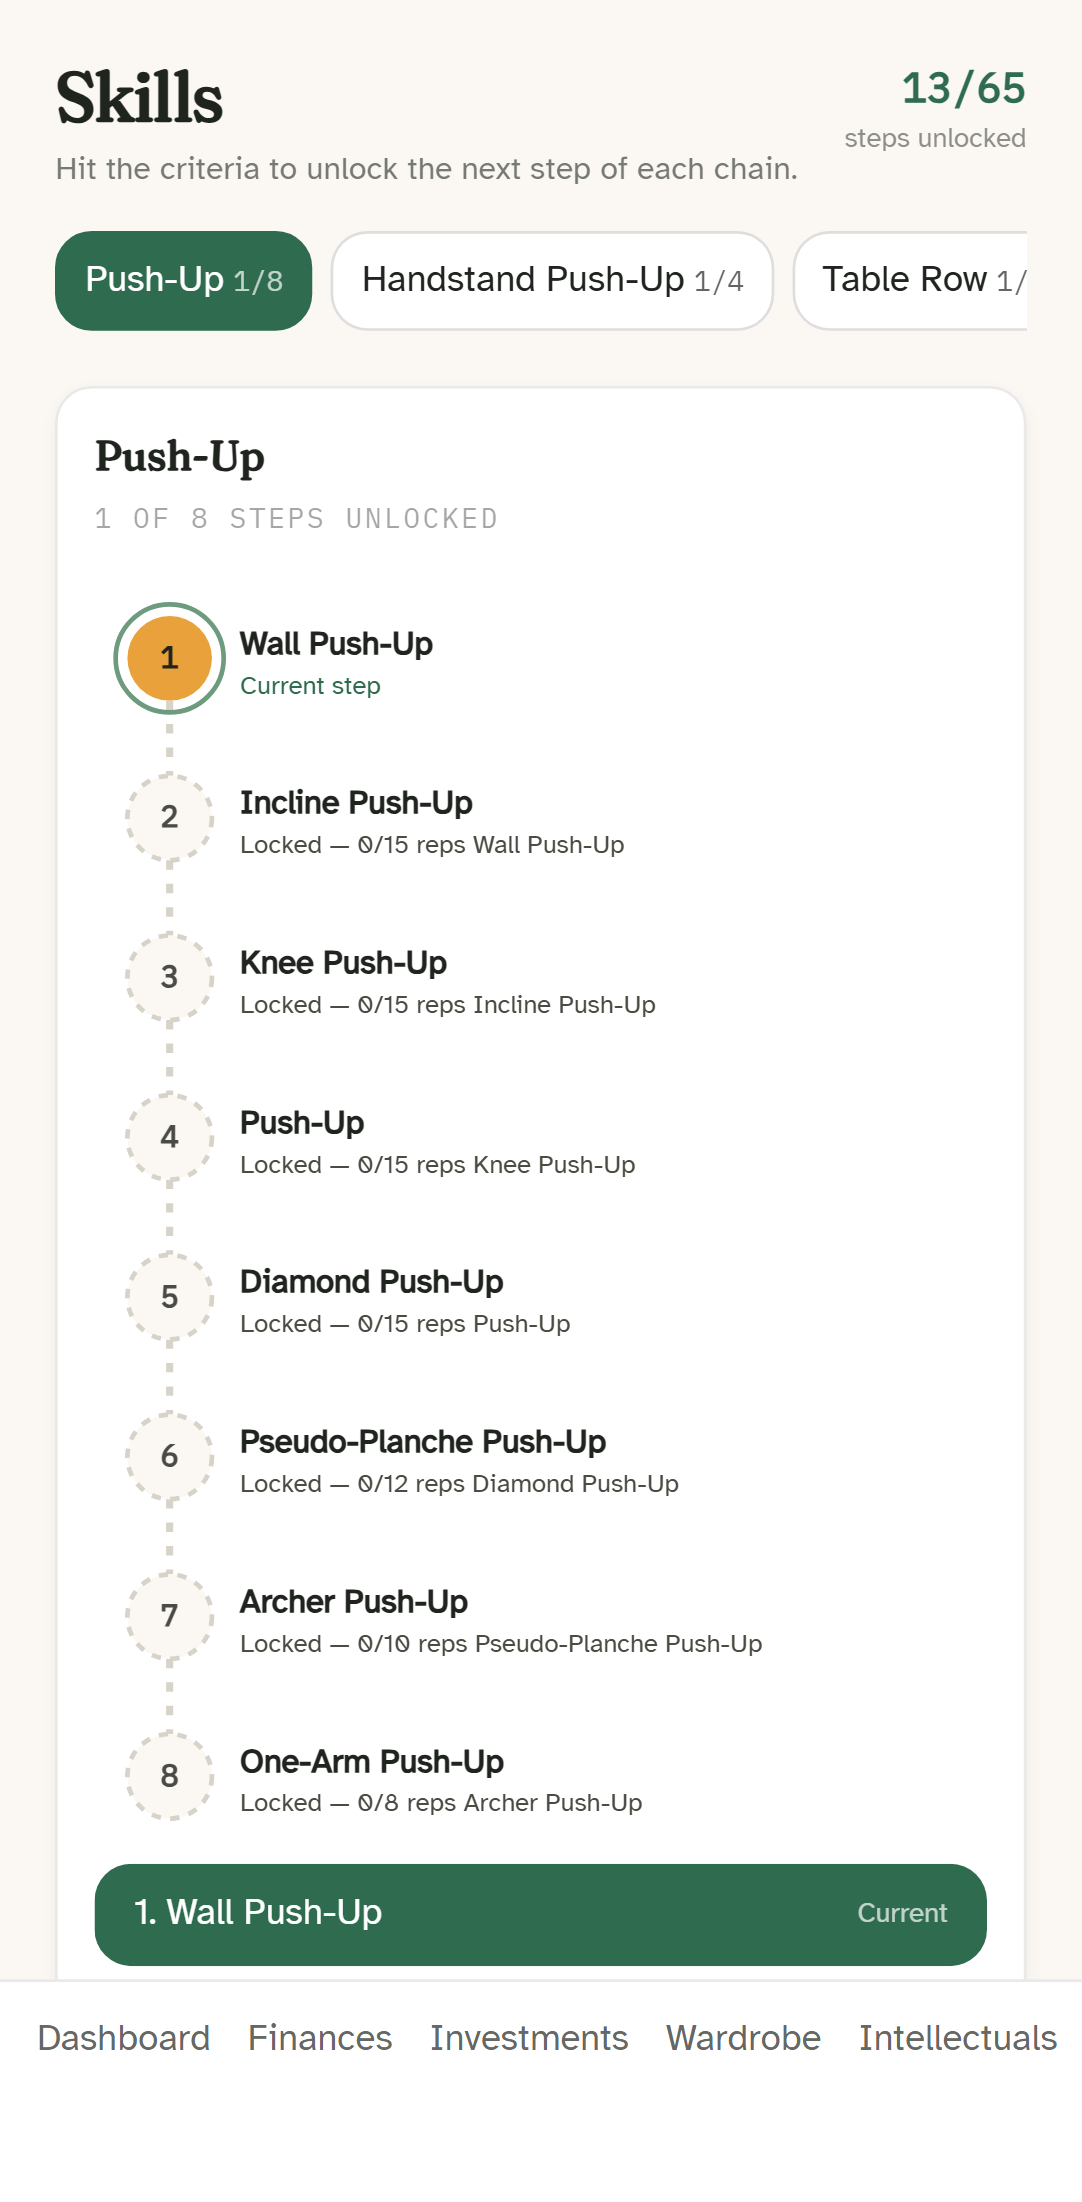 Skills
13/65
steps unlocked
Hit the criteria to unlock the next step of each chain.
Push-Up 1/8
Handstand Push-Up 1/4
Table Row 1/
Push-Up
1 OF 8 STEPS UNLOCKED
1
Wall Push-Up
Current step
2
Incline Push-Up
Locked — 0/15 reps Wall Push-Up
3
Knee Push-Up
Locked — 0/15 reps Incline Push-Up
4
Push-Up
Locked — 0/15 reps Knee Push-Up
5
Diamond Push-Up
Locked — 0/15 reps Push-Up
6
Pseudo-Planche Push-Up
Locked — 0/12 reps Diamond Push-Up
7
Archer Push-Up
Locked — 0/10 reps Pseudo-Planche Push-Up
8
One-Arm Push-Up
Locked — 0/8 reps Archer Push-Up
1. Wall Push-Up
Current
Dashboard Finances Investments Wardrobe Intellectuals